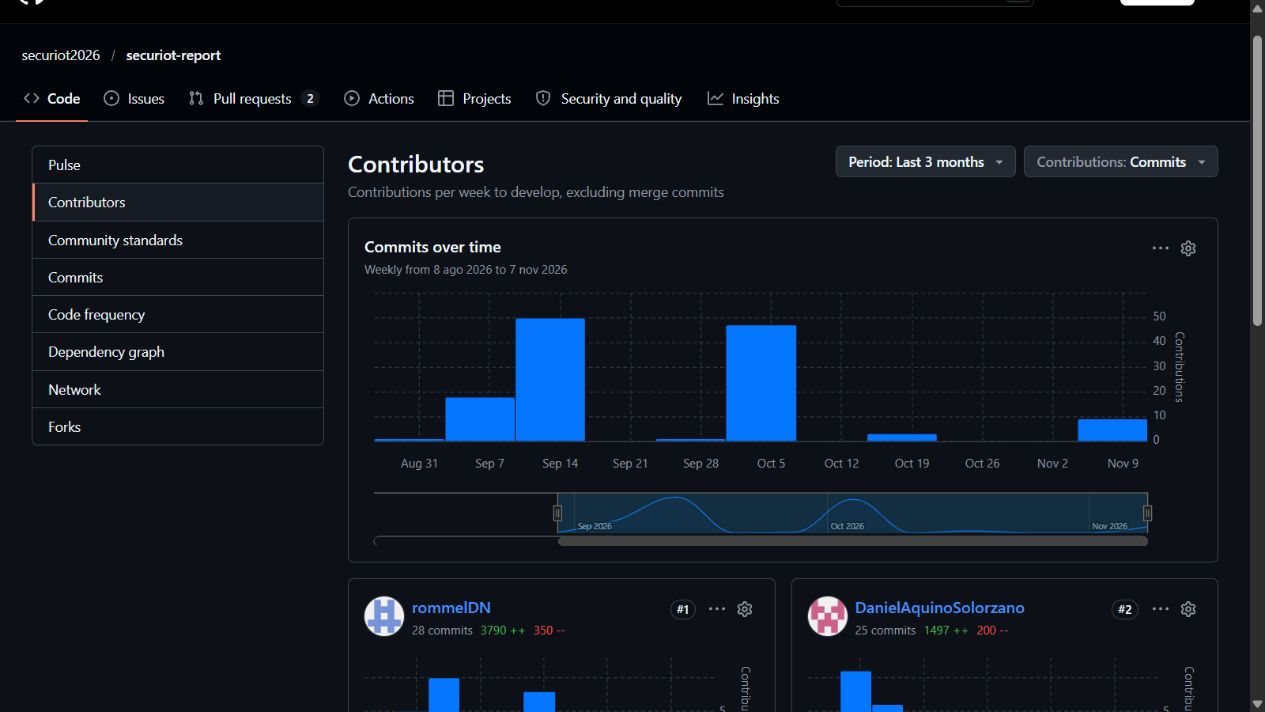 securiot2026 / securiot-report
Code Issues Pull requests 2 Actions Projects Security and quality Insights
Pulse
Contributors
Community standards
Commits
Code frequency
Dependency graph
Network
Forks
Contributors
Contributions per week to develop, excluding merge commits
Period: Last 3 months
Contributions: Commits
Commits over time
Weekly from 8 ago 2026 to 7 nov 2026
50
40
30
20
10
0
Contributions
Aug 31 Sep 7 Sep 14 Sep 21 Sep 28 Oct 5 Oct 12 Oct 19 Oct 26 Nov 2 Nov 9
Sep 2026 Oct 2026 Nov 2026
rommelDN #1
28 commits 3790 ++ 350 --
DanielAquinoSolorzano #2
25 commits 1497 ++ 200 --